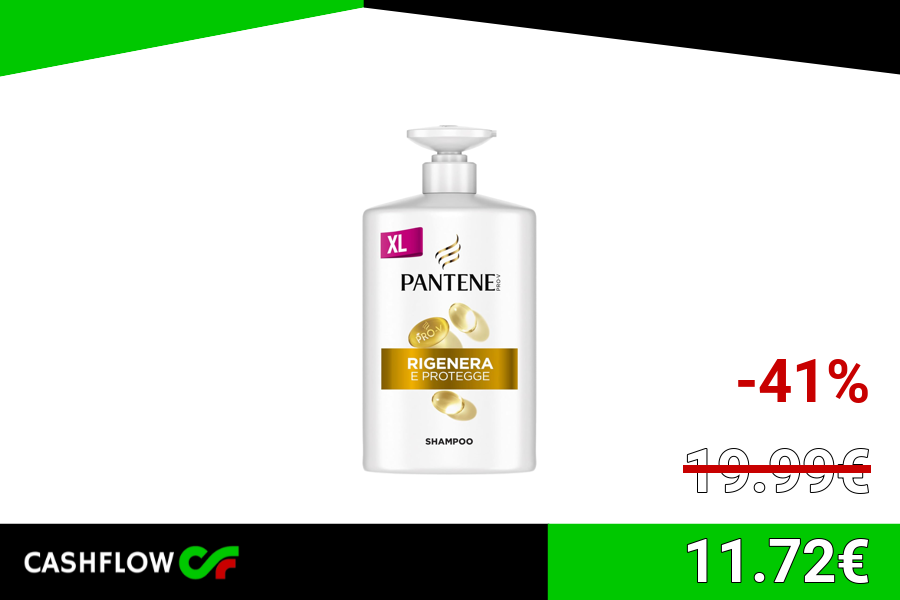 XL
PANTENE
PRO-V
PRO-V
RIGENERA
E PROTEGGE
SHAMPOO
-41%
19.99€
CASHFLOW
11.72€